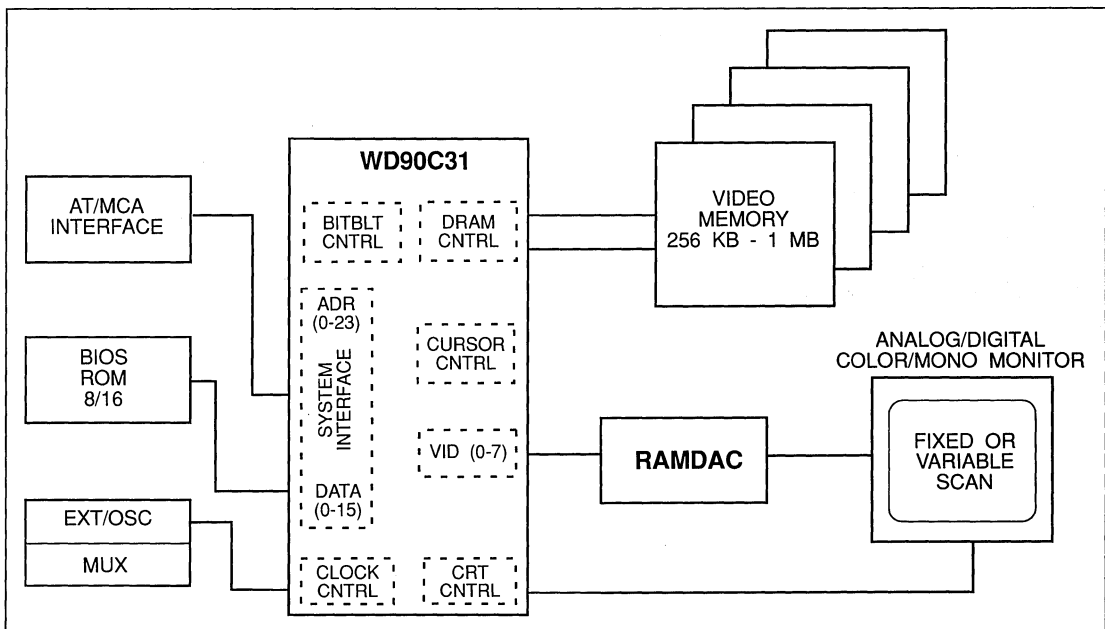 AT/MCA
INTERFACE
BIOS
ROM
8/16
EXT/OSC
MUX
WD90C31
BITBLT
CNTRL
DRAM
CNTRL
ADR
(0-23)
SYSTEM
INTERFACE
DATA
(0-15)
CURSOR
CNTRL
VID (0-7)
CLOCK
CNTRL
CRT
CNTRL
VIDEO
MEMORY
256 KB - 1 MB
RAMDAC
ANALOG/DIGITAL
COLOR/MONO MONITOR
FIXED OR
VARIABLE
SCAN